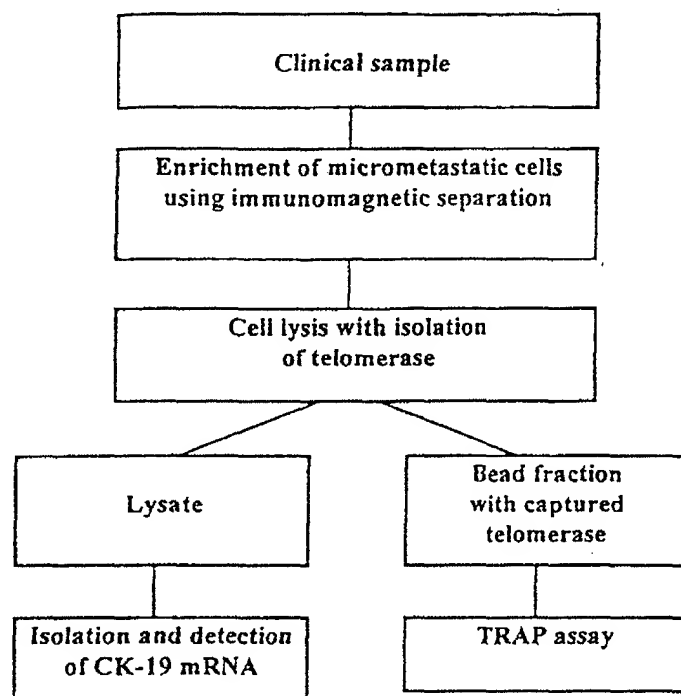 Clinical sample
Enrichment of micrometastatic cells
using immunomagnetic separation
Cell lysis with isolation
of telomerase
Lysate
Bead fraction
with captured
telomerase
Isolation and detection
of CK-19 mRNA
TRAP assay